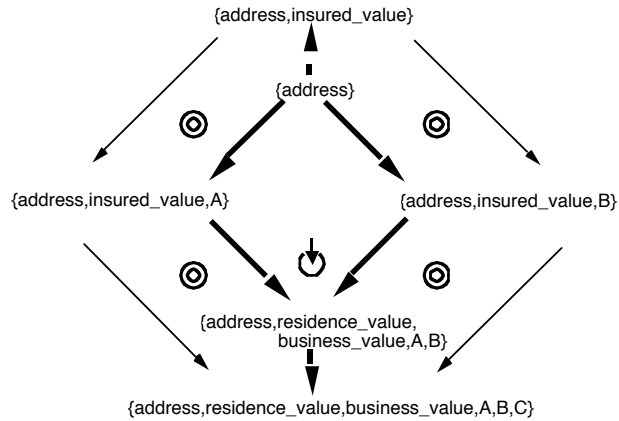 {address,insured_value}
{address}
{address,insured_value,A}
{address,insured_value,B}
{address,residence_value,
business_value,A,B}
{address,residence_value,business_value,A,B,C}